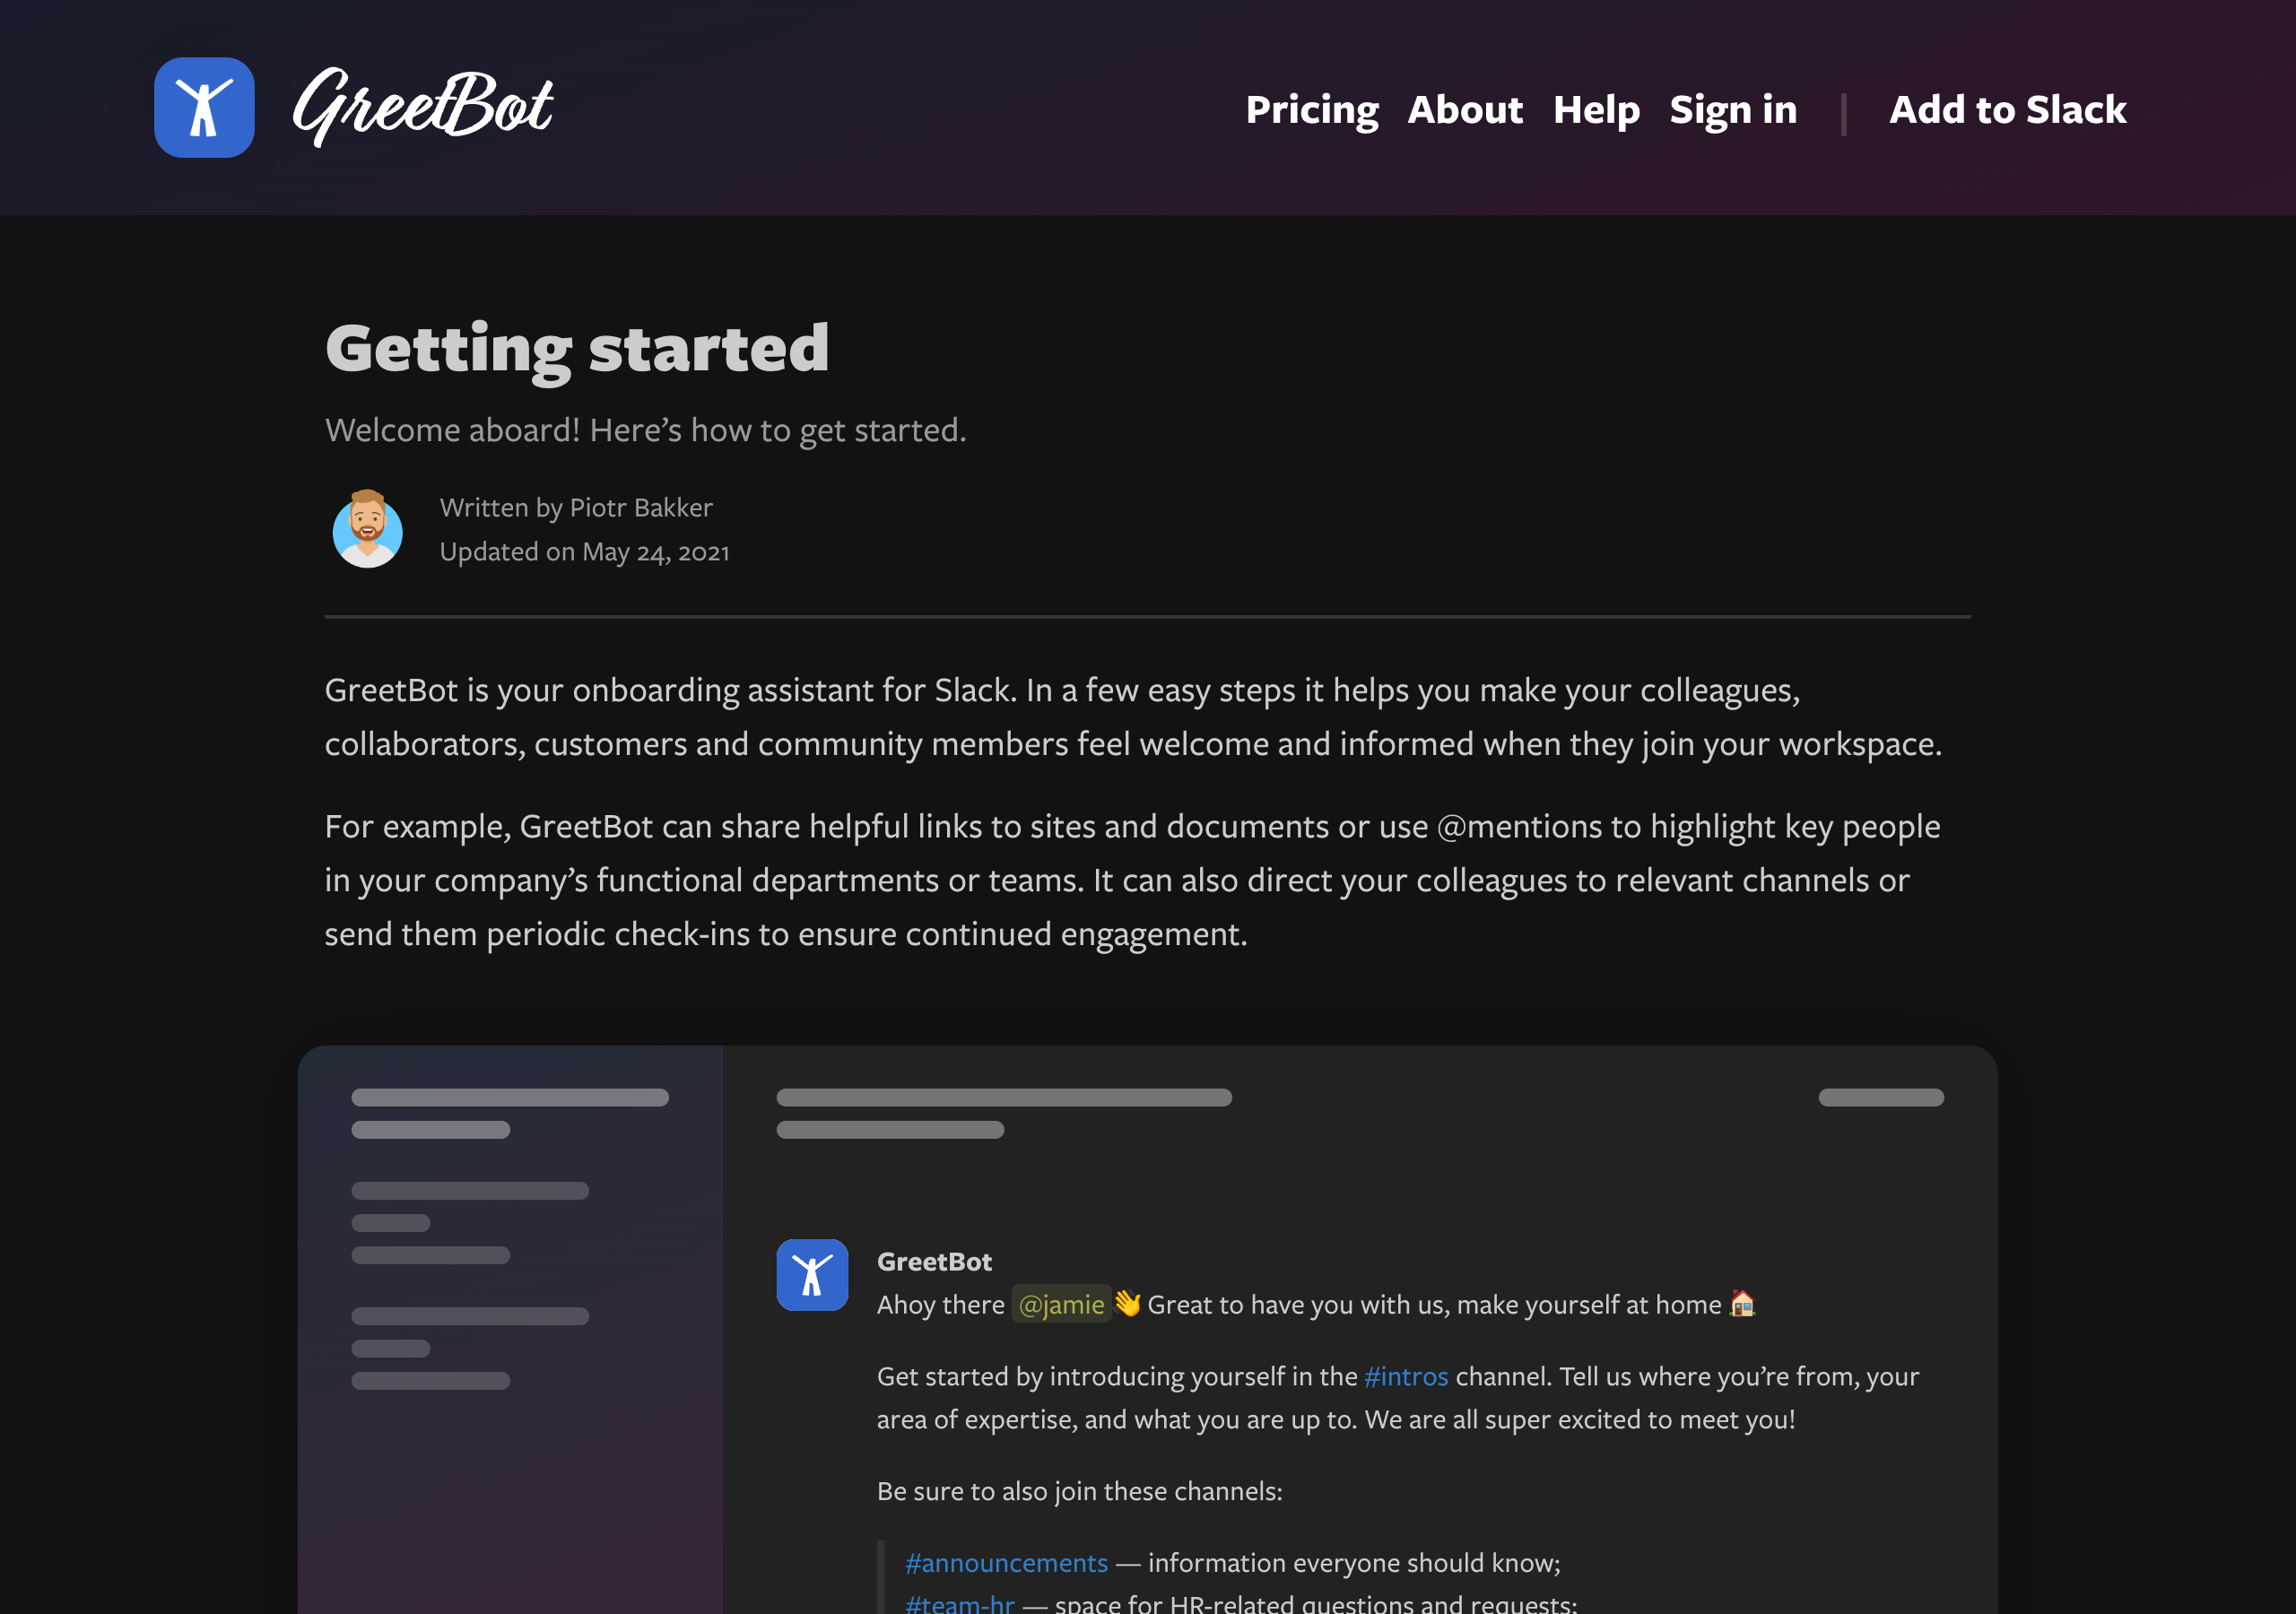 GreetBot
Pricing About Help Sign in Add to Slack
Getting started
Welcome aboard! Here’s how to get started.
Written by Piotr Bakker
Updated on May 24, 2021
GreetBot is your onboarding assistant for Slack. In a few easy steps it helps you make your colleagues,
collaborators, customers and community members feel welcome and informed when they join your workspace.
For example, GreetBot can share helpful links to sites and documents or use @mentions to highlight key people
in your company’s functional departments or teams. It can also direct your colleagues to relevant channels or
send them periodic check-ins to ensure continued engagement.
GreetBot
Ahoy there @jamie 👋 Great to have you with us, make yourself at home 🏠
Get started by introducing yourself in the #intros channel. Tell us where you’re from, your
area of expertise, and what you are up to. We are all super excited to meet you!
Be sure to also join these channels:
#announcements — information everyone should know;
#team-hr — space for HR-related questions and requests;